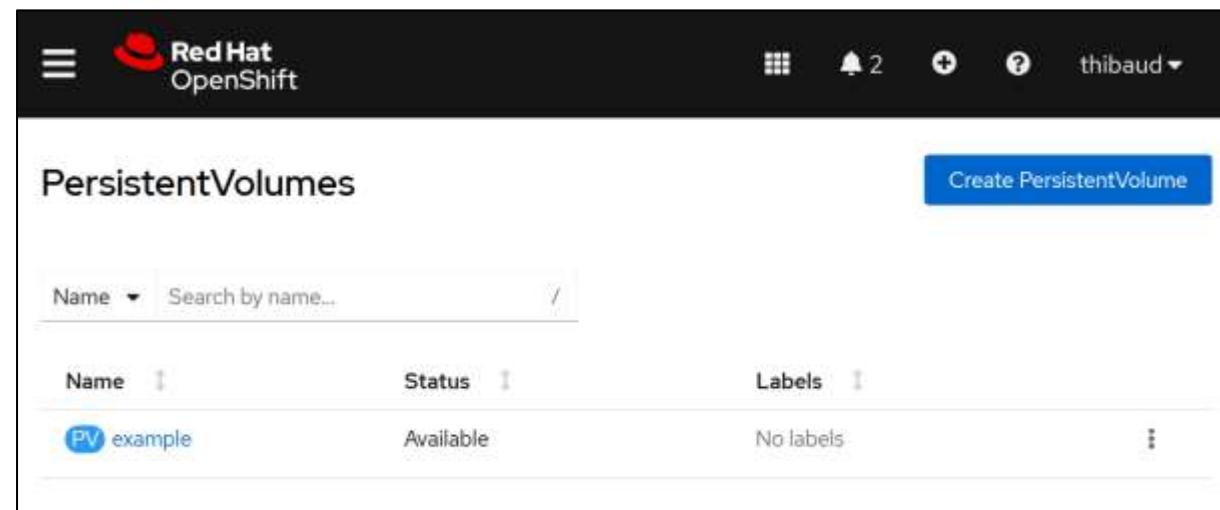 Red Hat
OpenShift
2
thibaud
PersistentVolumes
Create PersistentVolume
Name
Search by name...
/
Name
Status
Labels
PV example
Available
No labels